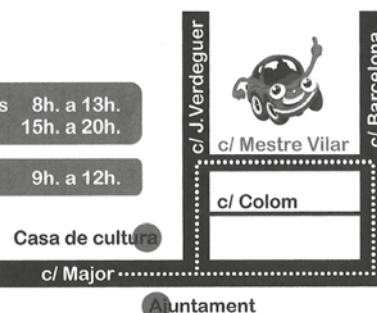 s 8h. a 13h.
15h. a 20h.
9h. a 12h.
c/ J.Verdeguer
c/ Barcelona
c/ Mestre Vilar
c/ Colom
Casa de cultura
c/ Major
Ajuntament